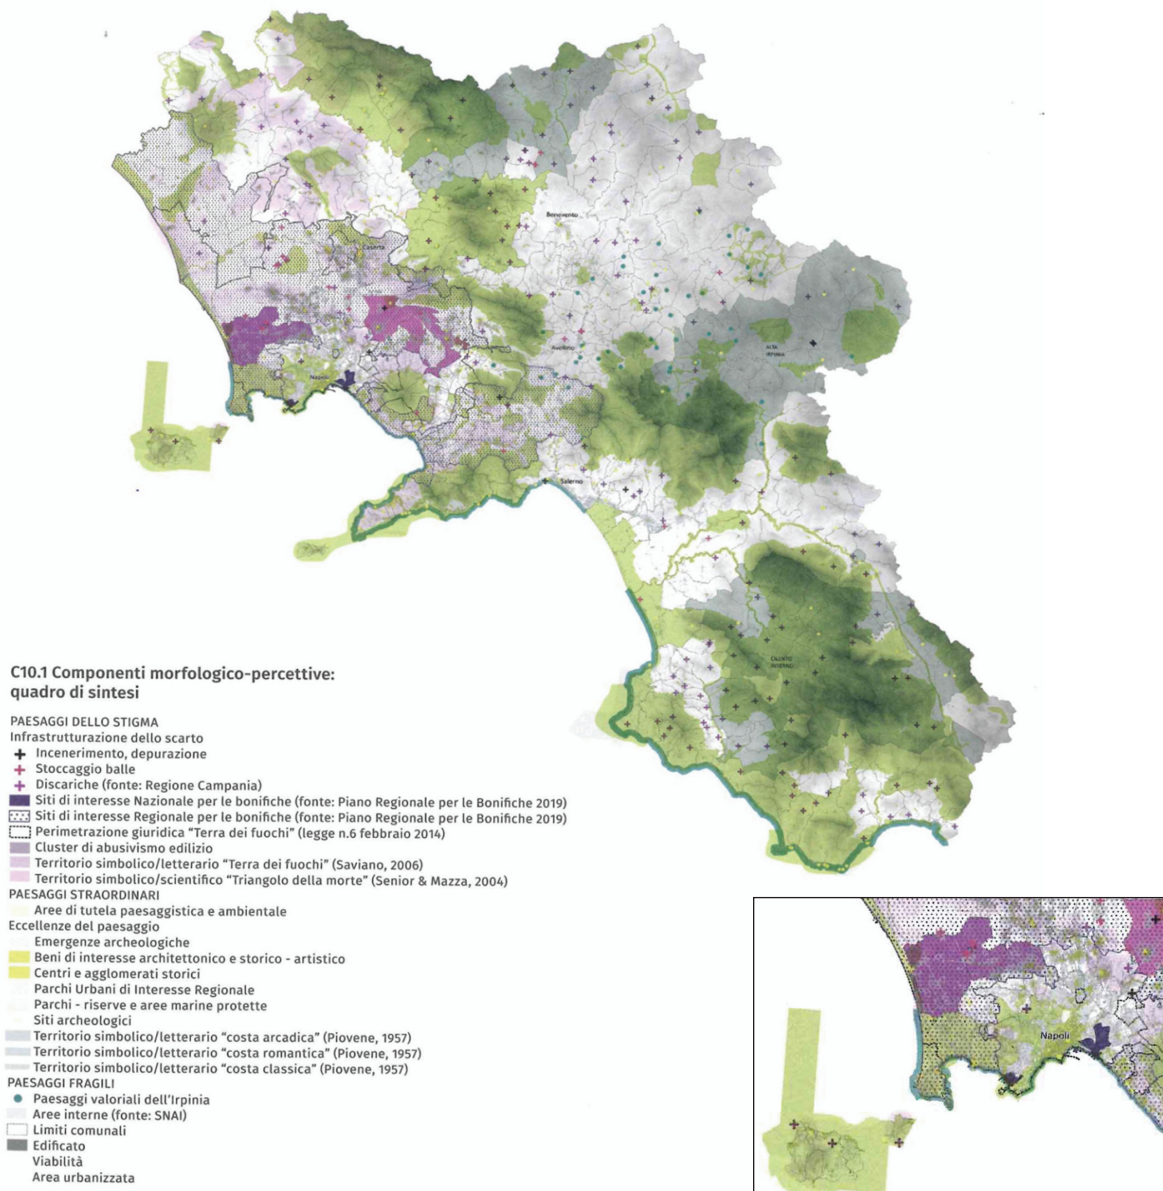 Benevento
Caserta
Avellino
ALTA
IRPINIA
Napoli
Salerno
CILENTO
INTERNO
C10.1 Componenti morfologico-percettive:
quadro di sintesi
PAESAGGI DELLO STIGMA
Infrastrutturazione dello scarto
Incenerimento, depurazione
Stoccaggio balle
Discariche (fonte: Regione Campania)
Siti di interesse Nazionale per le bonifiche (fonte: Piano Regionale per le Bonifiche 2019)
Siti di interesse Regionale per le bonifiche (fonte: Piano Regionale per le Bonifiche 2019)
Perimetrazione giuridica “Terra dei fuochi” (legge n.6 febbraio 2014)
Cluster di abusivismo edilizio
Territorio simbolico/letterario “Terra dei fuochi” (Saviano, 2006)
Territorio simbolico/scientifico “Triangolo della morte” (Senior & Mazza, 2004)
PAESAGGI STRAORDINARI
Aree di tutela paesaggistica e ambientale
Eccellenze del paesaggio
Emergenze archeologiche
Beni di interesse architettonico e storico - artistico
Centri e agglomerati storici
Parchi Urbani di Interesse Regionale
Parchi - riserve e aree marine protette
Siti archeologici
Territorio simbolico/letterario “costa arcadica” (Piovene, 1957)
Territorio simbolico/letterario “costa romantica” (Piovene, 1957)
Territorio simbolico/letterario “costa classica” (Piovene, 1957)
PAESAGGI FRAGILI
Paesaggi valoriali dell’Irpinia
Aree interne (fonte: SNAI)
Limiti comunali
Edificato
Viabilità
Area urbanizzata
Napoli